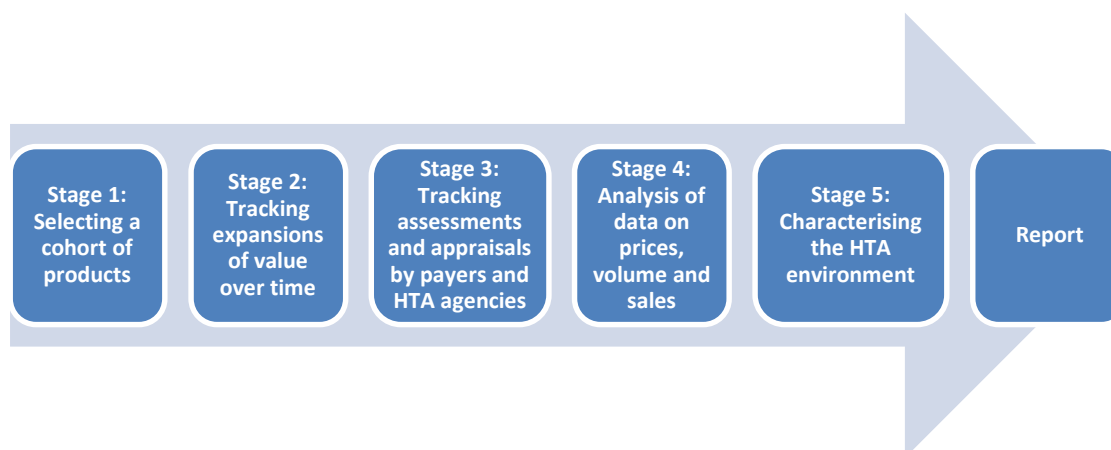 Stage 1:
Selecting a
cohort of
products
Stage 2:
Tracking
expansions
of value
over time
Stage 3:
Tracking
assessments
and appraisals
by payers and
HTA agencies
Stage 4:
Analysis of
data on
prices,
volume and
sales
Stage 5:
Characterising
the HTA
environment
Report